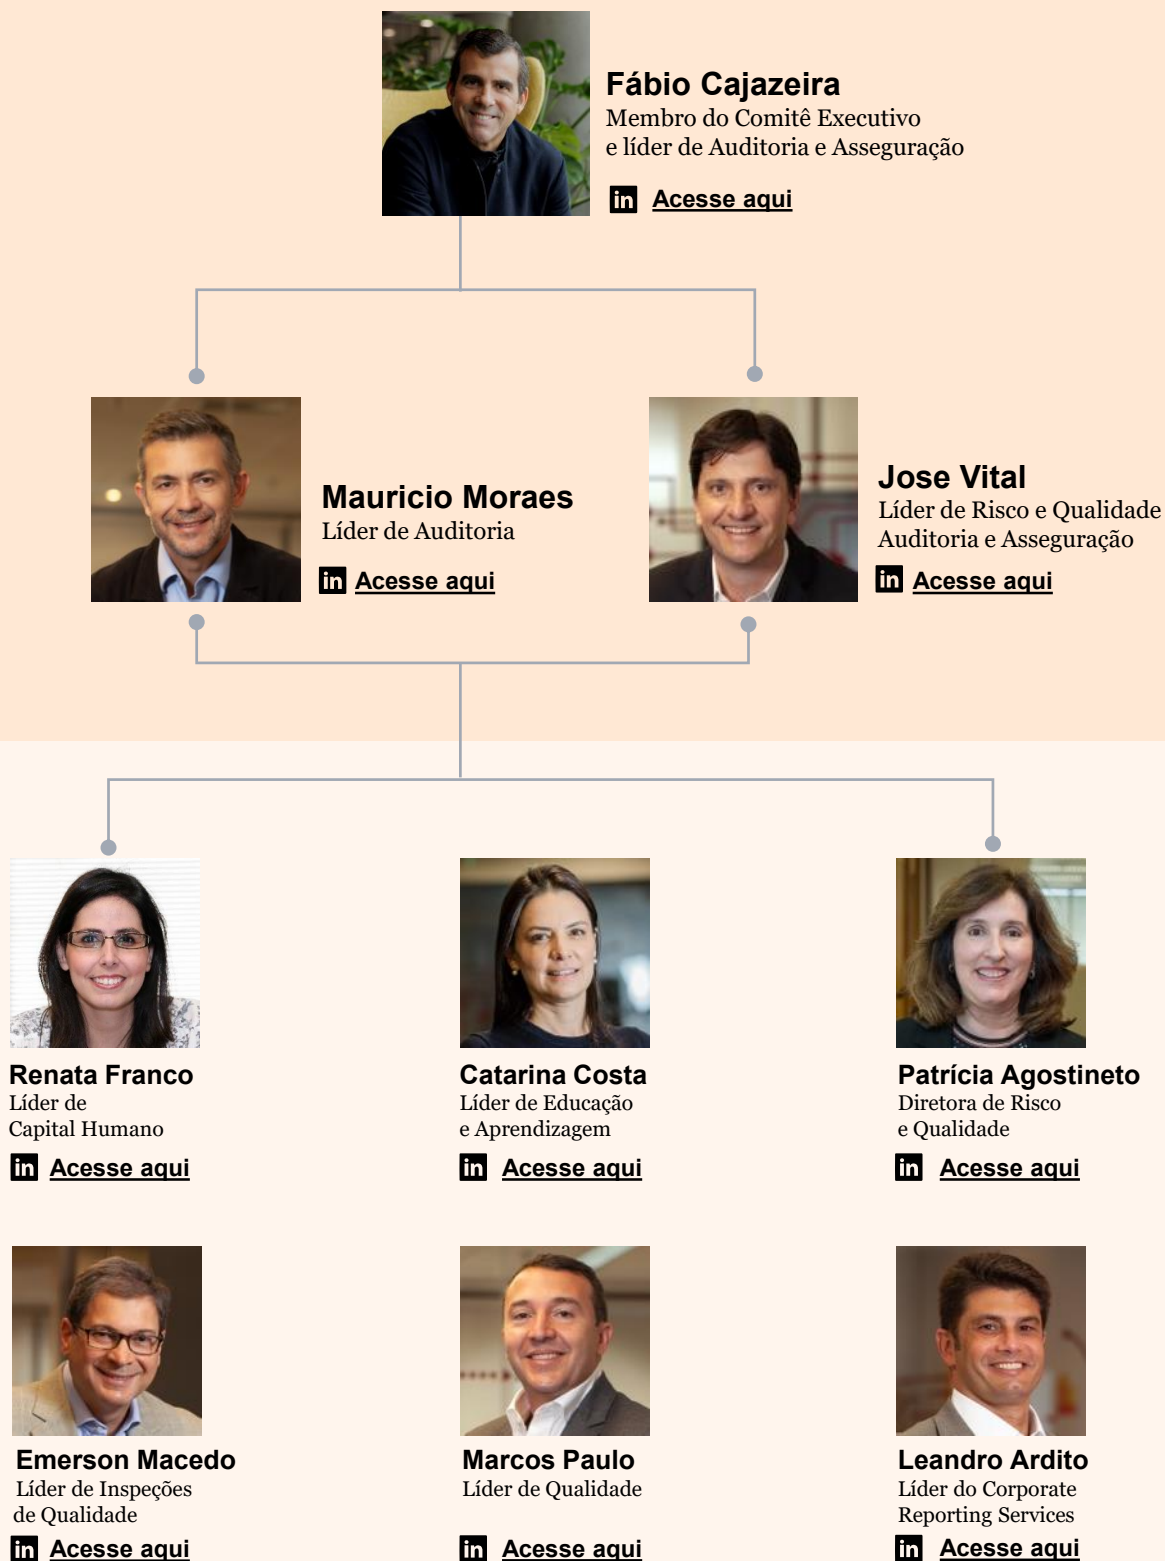 Fábio Cajazeira
Membro do Comitê Executivo
e líder de Auditoria e Asseguração
in Acesse aqui
Mauricio Moraes
Líder de Auditoria
in Acesse aqui
Jose Vital
Líder de Risco e Qualidade
Auditoria e Asseguração
in Acesse aqui
Renata Franco
Líder de
Capital Humano
in Acesse aqui
Catarina Costa
Líder de Educação
e Aprendizagem
in Acesse aqui
Patrícia Agostineto
Diretora de Risco
e Qualidade
in Acesse aqui
Emerson Macedo
Líder de Inspeções
de Qualidade
in Acesse aqui
Marcos Paulo
Líder de Qualidade
in Acesse aqui
Leandro Ardito
Líder do Corporate
Reporting Services
in Acesse aqui